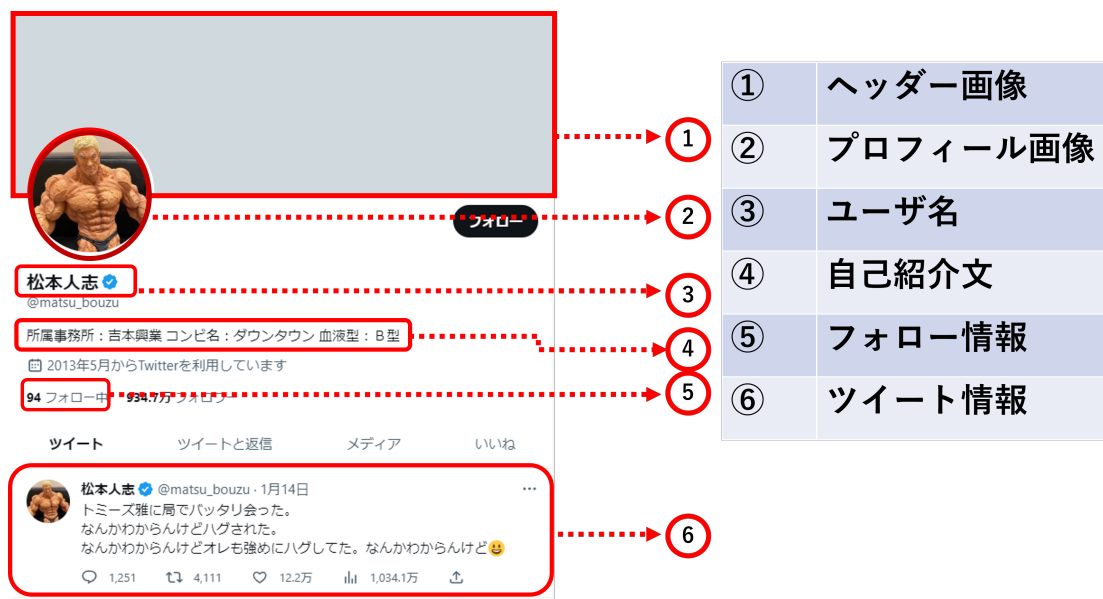 フォロー
松本人志
@matsu_bouzu
所属事務所：吉本興業 コンビ名：ダウンタウン 血液型：Ｂ型
2013年5月からTwitterを利用しています
94 フォロー中 934.7万 フォロワー
ツイート ツイートと返信 メディア いいね
松本人志 @matsu_bouzu · 1月14日 …
トミーズ雅に局でバッタリ会った。
なんかわからんけどハグされた。
なんかわからんけどオレも強めにハグしてた。なんかわからんけど😃
1,251 4,111 12.2万 1,034.1万
1
2
3
4
5
6
① ヘッダー画像
② プロフィール画像
③ ユーザ名
④ 自己紹介文
⑤ フォロー情報
⑥ ツイート情報